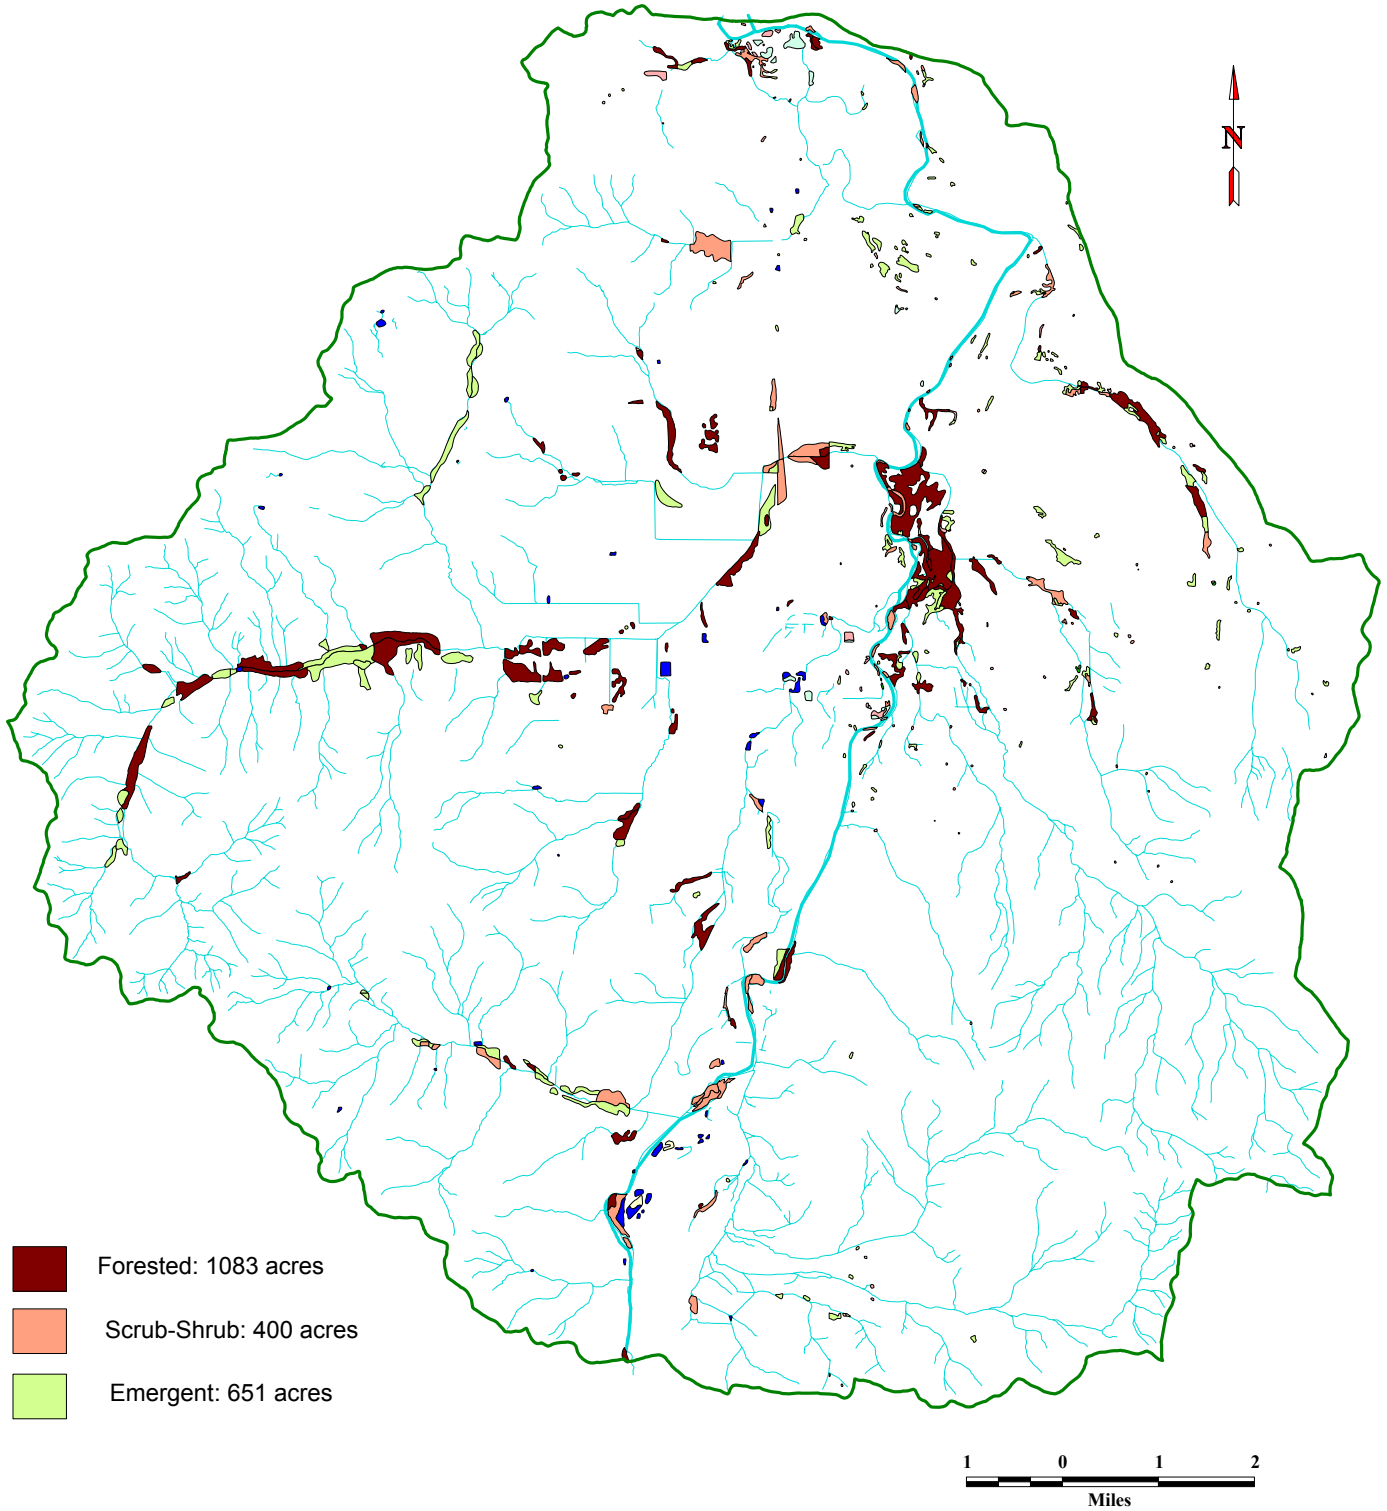 N
Forested: 1083 acres
Scrub-Shrub: 400 acres
Emergent: 651 acres
1 0 1 2
Miles